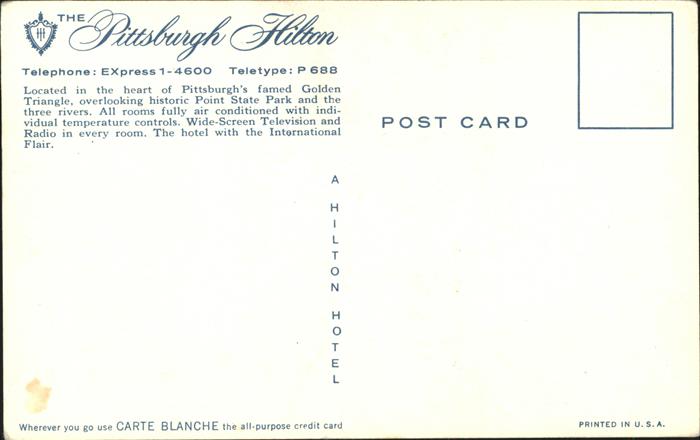 THE Pittsburgh Hilton
Telephone: EXpress 1-4600 Teletype: P 688
Located in the heart of Pittsburgh's famed Golden
Triangle, overlooking historic Point State Park and the
three rivers. All rooms fully air conditioned with indi-
vidual temperature controls. Wide-Screen Television and
Radio in every room. The hotel with the International
Flair.
POST CARD
A HILTON HOTEL
Wherever you go use CARTE BLANCHE the all-purpose credit card
PRINTED IN U.S.A.